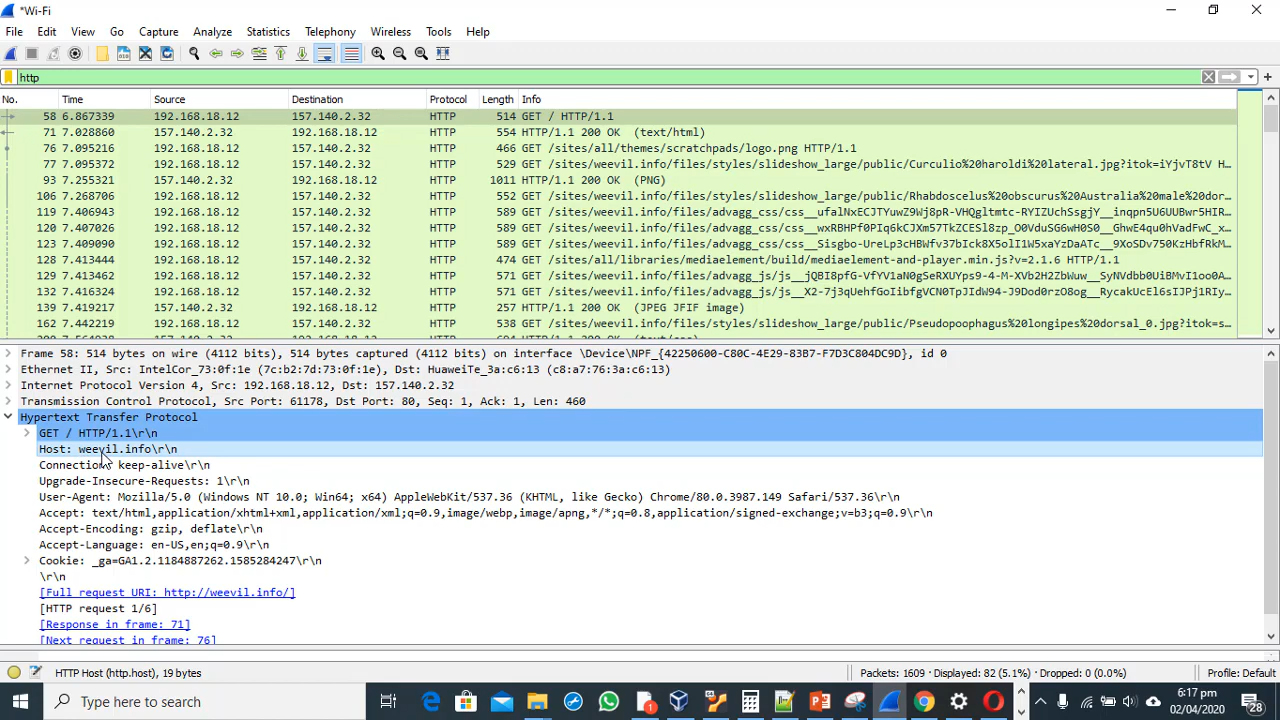 *Wi-Fi
File Edit View Go Capture Analyze Statistics Telephony Wireless Tools Help
http
No. Time Source Destination Protocol Length Info
58 6.867339 192.168.18.12 157.140.2.32 HTTP 514 GET / HTTP/1.1
71 7.028860 157.140.2.32 192.168.18.12 HTTP 554 HTTP/1.1 200 OK (text/html)
76 7.095216 192.168.18.12 157.140.2.32 HTTP 466 GET /sites/all/themes/scratchpads/logo.png HTTP/1.1
77 7.095372 192.168.18.12 157.140.2.32 HTTP 529 GET /sites/weevil.info/files/styles/slideshow_large/public/Curculio%20haroldi%20lateral.jpg?itok=iYjvT8tV H…
93 7.255321 157.140.2.32 192.168.18.12 HTTP 1011 HTTP/1.1 200 OK (PNG)
106 7.268706 192.168.18.12 157.140.2.32 HTTP 552 GET /sites/weevil.info/files/styles/slideshow_large/public/Rhabdoscelus%20obscurus%20Australia%20male%20dor…
119 7.406943 192.168.18.12 157.140.2.32 HTTP 589 GET /sites/weevil.info/files/advagg_css/css__ufalNxECJTYuwZ9Wj8pR-VHQgltmtc-RYIZUchSsgjY__inqpn5U6UUBwr5HIR…
120 7.407026 192.168.18.12 157.140.2.32 HTTP 589 GET /sites/weevil.info/files/advagg_css/css__wxRBHPf0PIq6kCJXm57TkZCESl8zp_O0VduSG6wH0S0__GhwE4qu0hVadFwC_x…
123 7.409090 192.168.18.12 157.140.2.32 HTTP 589 GET /sites/weevil.info/files/advagg_css/css__Sisgbo-UreLp3cHBWfv37bIck8X5olI1W5xaYzDaATc__9XoSDv750KzHbfRkM…
128 7.413444 192.168.18.12 157.140.2.32 HTTP 474 GET /sites/all/libraries/mediaelement/build/mediaelement-and-player.min.js?v=2.1.6 HTTP/1.1
129 7.413462 192.168.18.12 157.140.2.32 HTTP 571 GET /sites/weevil.info/files/advagg_js/js__jQBI8pfG-VfYV1aN0gSeRXUYps9-4-M-XVb2H2ZbWuw__SyNVdbb0UiBMvI1oo0A…
132 7.416324 192.168.18.12 157.140.2.32 HTTP 571 GET /sites/weevil.info/files/advagg_js/js__X2-7j3qUehfGoIibfgVCN0TpJIdW94-J9Dod0rzO8og__RycakUcEl6sIJPj1RIy…
139 7.419217 157.140.2.32 192.168.18.12 HTTP 257 HTTP/1.1 200 OK (JPEG JFIF image)
162 7.442219 192.168.18.12 157.140.2.32 HTTP 538 GET /sites/weevil.info/files/styles/slideshow_large/public/Pseudopoophagus%20longipes%20dorsal_0.jpg?itok=s…
Frame 58: 514 bytes on wire (4112 bits), 514 bytes captured (4112 bits) on interface \Device\NPF_{42250600-C80C-4E29-83B7-F7D3C804DC9D}, id 0
Ethernet II, Src: IntelCor_73:0f:1e (7c:b2:7d:73:0f:1e), Dst: HuaweiTe_3a:c6:13 (c8:a7:76:3a:c6:13)
Internet Protocol Version 4, Src: 192.168.18.12, Dst: 157.140.2.32
Transmission Control Protocol, Src Port: 61178, Dst Port: 80, Seq: 1, Ack: 1, Len: 460
Hypertext Transfer Protocol
GET / HTTP/1.1\r\n
Host: weevil.info\r\n
Connection: keep-alive\r\n
Upgrade-Insecure-Requests: 1\r\n
User-Agent: Mozilla/5.0 (Windows NT 10.0; Win64; x64) AppleWebKit/537.36 (KHTML, like Gecko) Chrome/80.0.3987.149 Safari/537.36\r\n
Accept: text/html,application/xhtml+xml,application/xml;q=0.9,image/webp,image/apng,*/*;q=0.8,application/signed-exchange;v=b3;q=0.9\r\n
Accept-Encoding: gzip, deflate\r\n
Accept-Language: en-US,en;q=0.9\r\n
Cookie: _ga=GA1.2.1184887262.1585284247\r\n
\r\n
[Full request URI: http://weevil.info/]
[HTTP request 1/6]
[Response in frame: 71]
[Next request in frame: 76]
HTTP Host (http.host), 19 bytes Packets: 1609 · Displayed: 82 (5.1%) · Dropped: 0 (0.0%) Profile: Default
Type here to search
6:17 pm
02/04/2020
28